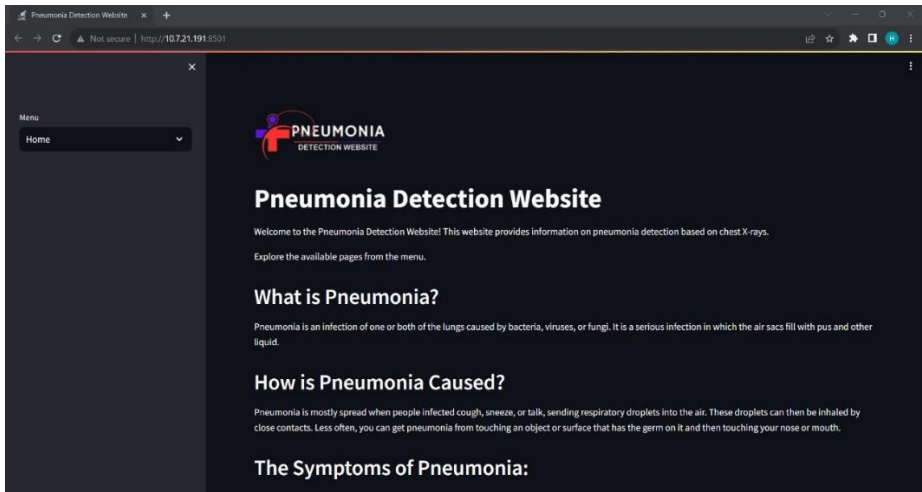 Pneumonia Detection Website
Not secure | http://10.7.21.191:8501
H
Menu
Home
PNEUMONIA
DETECTION WEBSITE
Pneumonia Detection Website
Welcome to the Pneumonia Detection Website! This website provides information on pneumonia detection based on chest X-rays.
Explore the available pages from the menu.
What is Pneumonia?
Pneumonia is an infection of one or both of the lungs caused by bacteria, viruses, or fungi. It is a serious infection in which the air sacs fill with pus and other
liquid.
How is Pneumonia Caused?
Pneumonia is mostly spread when people infected cough, sneeze, or talk, sending respiratory droplets into the air. These droplets can then be inhaled by
close contacts. Less often, you can get pneumonia from touching an object or surface that has the germ on it and then touching your nose or mouth.
The Symptoms of Pneumonia: